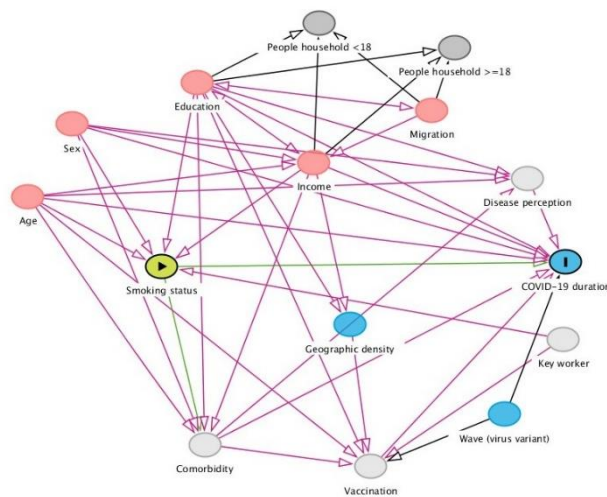 People household <18
People household >=18
Education
Migration
Sex
Income
Disease perception
Age
Smoking status
COVID-19 duration
Geographic density
Key worker
Wave (virus variant)
Comorbidity
Vaccination